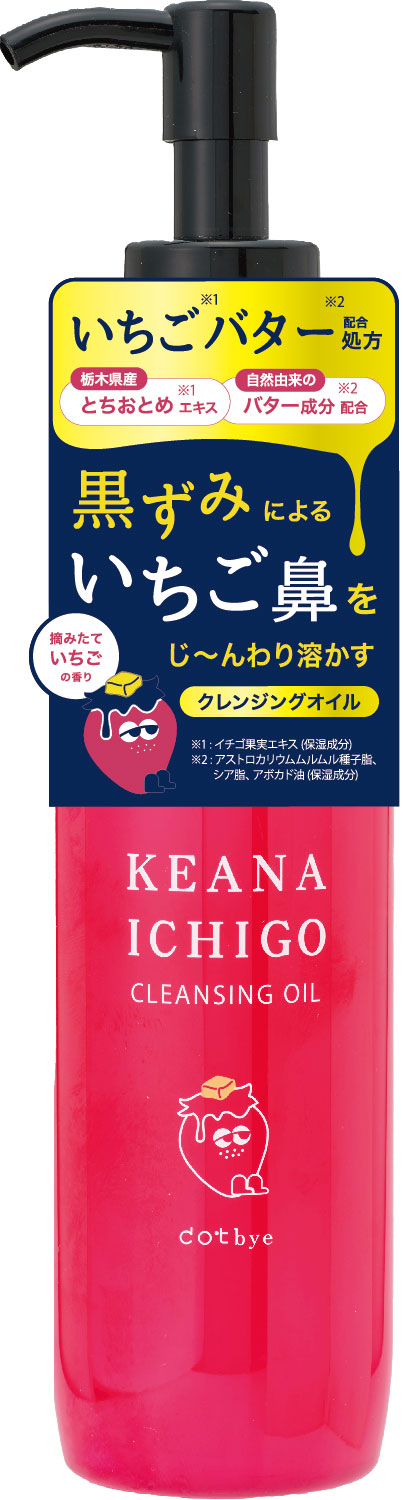 いちご※1バター※2配合処方
栃木県産
とちおとめ※1エキス
自然由来の
バター成分※2配合
黒ずみによる
いちご鼻を
じ〜んわり溶かす
クレンジングオイル
摘みたて
いちご
の香り
※1 : イチゴ果実エキス (保湿成分)
※2 : アストロカリウムムルムル種子脂、
シア脂、アボカド油 (保湿成分)
KEANA
ICHIGO
CLEANSING OIL
dotbye